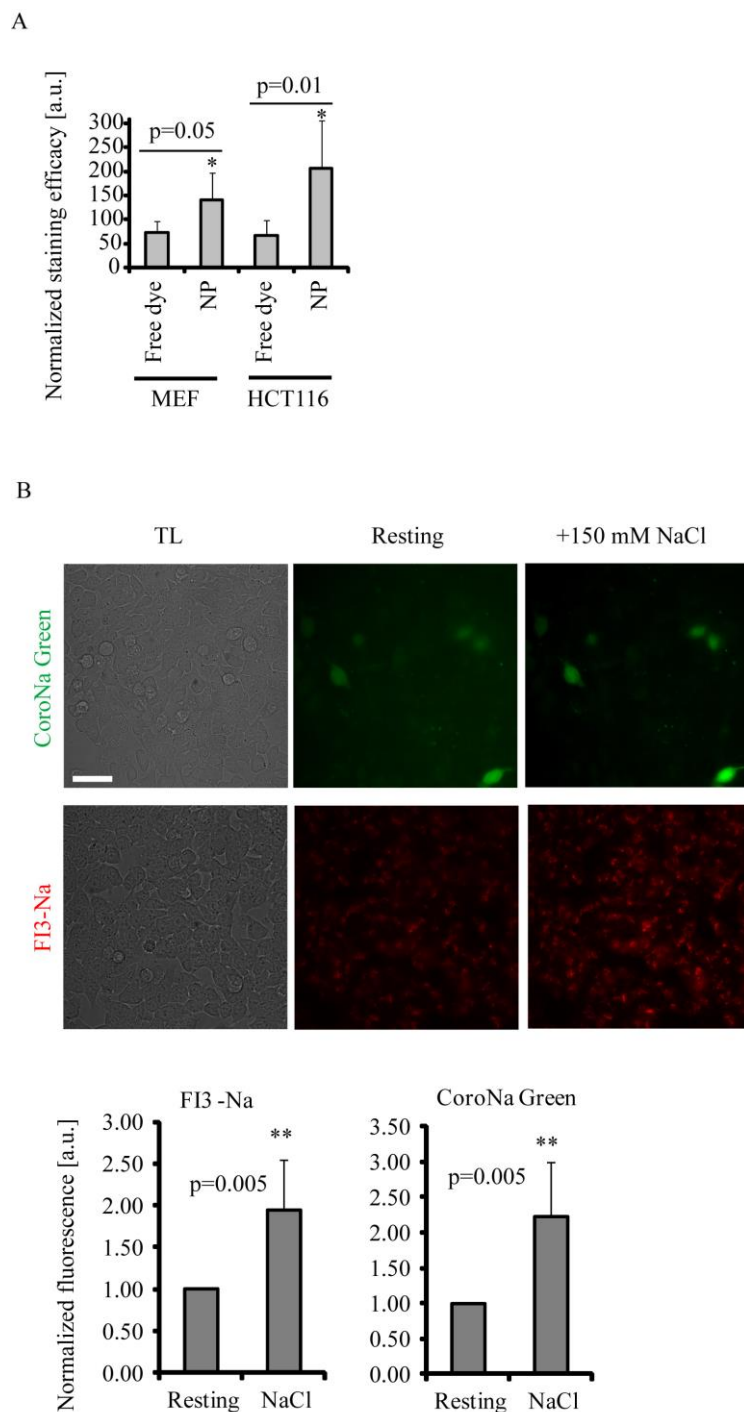 A
Normalized staining efficacy [a.u.]
p=0.05
p=0.01
*
*
300
250
200
150
100
50
0
Free dye
NP
Free dye
NP
MEF
HCT116
B
TL
Resting
+150 mM NaCl
CoroNa Green
FI3-Na
FI3 -Na
Normalized fluorescence [a.u.]
3.00
2.50
2.00
1.50
1.00
0.50
0.00
**
p=0.005
Resting
NaCl
CoroNa Green
3.50
3.00
2.50
2.00
1.50
1.00
0.50
0.00
**
p=0.005
Resting
NaCl